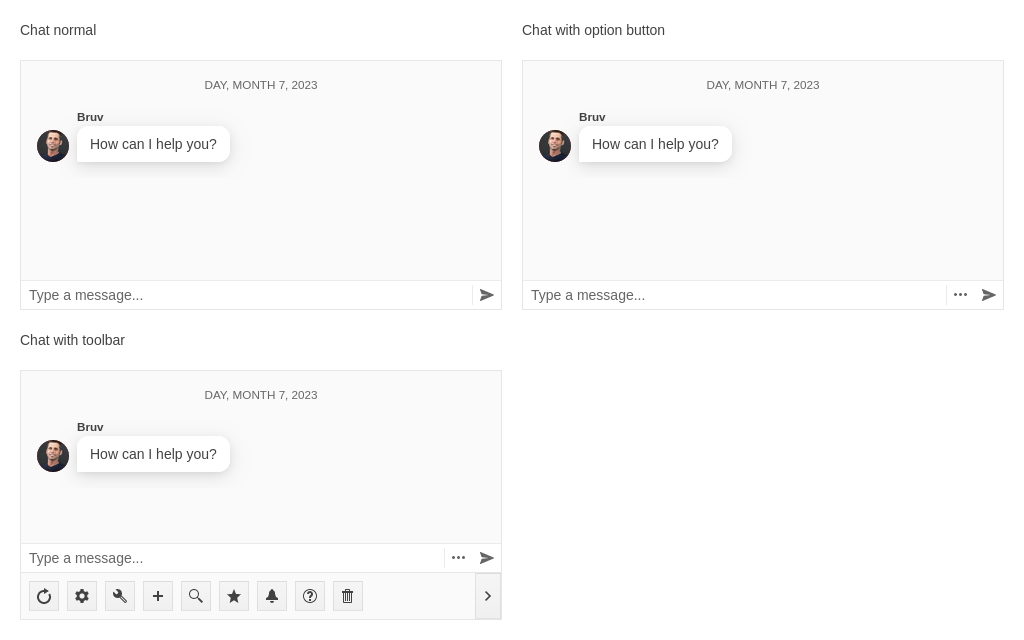 Chat normal
DAY, MONTH 7, 2023
Bruv
How can I help you?
Type a message...
Chat with option button
DAY, MONTH 7, 2023
Bruv
How can I help you?
Type a message...
Chat with toolbar
DAY, MONTH 7, 2023
Bruv
How can I help you?
Type a message...